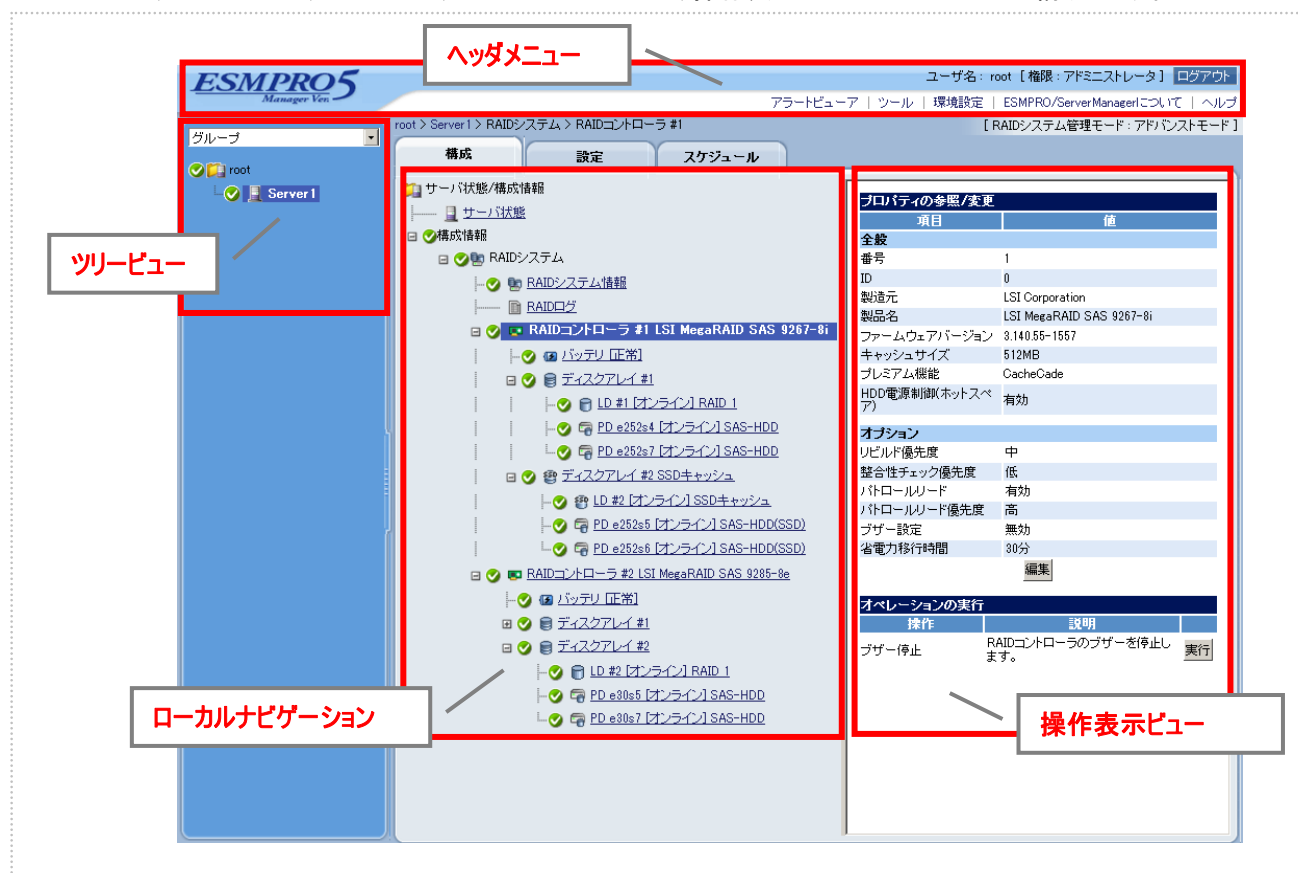 ヘッダメニュー
ESMPRO5
Manager Ver.
ユーザ名 : root [ 権限 : アドミニストレータ ] ログアウト
アラートビューア | ツール | 環境設定 | ESMPRO/ServerManagerについて | ヘルプ
グループ
root
Server1
ツリービュー
root > Server1 > RAIDシステム > RAIDコントローラ #1
[ RAIDシステム管理モード : アドバンストモード ]
構成 設定 スケジュール
サーバ状態/構成情報
サーバ状態
構成情報
RAIDシステム
RAIDシステム情報
RAIDログ
RAIDコントローラ #1 LSI MegaRAID SAS 9267-8i
バッテリ [正常]
ディスクアレイ #1
LD #1 [オンライン] RAID 1
PD e252s4 [オンライン] SAS-HDD
PD e252s7 [オンライン] SAS-HDD
ディスクアレイ #2 SSDキャッシュ
LD #2 [オンライン] SSDキャッシュ
PD e252s5 [オンライン] SAS-HDD(SSD)
PD e252s6 [オンライン] SAS-HDD(SSD)
RAIDコントローラ #2 LSI MegaRAID SAS 9285-8e
バッテリ [正常]
ディスクアレイ #1
ディスクアレイ #2
LD #2 [オンライン] RAID 1
PD e30s5 [オンライン] SAS-HDD
PD e30s7 [オンライン] SAS-HDD
ローカルナビゲーション
プロパティの参照/変更
項目 値
全般
番号 1
ID 0
製造元 LSI Corporation
製品名 LSI MegaRAID SAS 9267-8i
ファームウェアバージョン 3.140.55-1557
キャッシュサイズ 512MB
プレミアム機能 CacheCade
HDD電源制御(ホットスペ
ア) 有効
オプション
リビルド優先度 中
整合性チェック優先度 低
パトロールリード 有効
パトロールリード優先度 高
ブザー設定 無効
省電力移行時間 30分
編集
オペレーションの実行
操作 説明
ブザー停止 RAIDコントローラのブザーを停止し
ます。 実行
操作表示ビュー